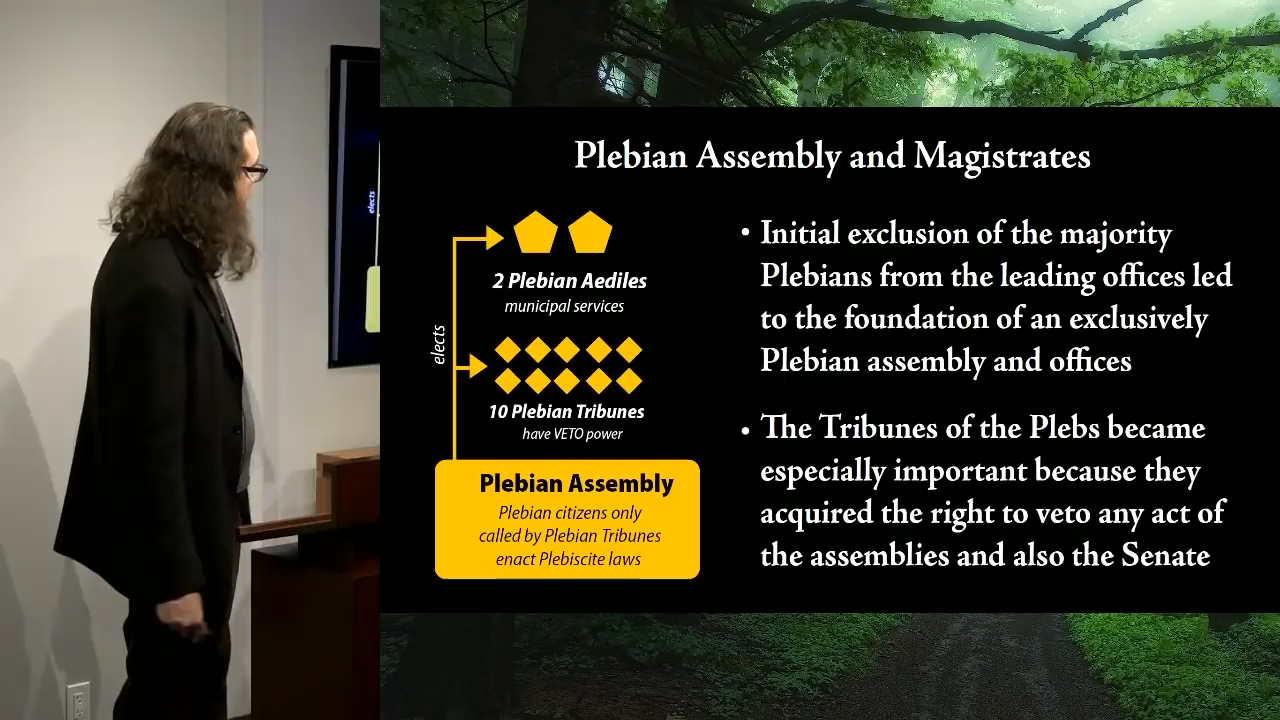 elects
Plebian Assembly and Magistrates
2 Plebian Aediles
municipal services
elects
10 Plebian Tribunes
have VETO power
Plebian Assembly
Plebian citizens only
called by Plebian Tribunes
enact Plebiscite laws
• Initial exclusion of the majority
Plebians from the leading offices led
to the foundation of an exclusively
Plebian assembly and offices
• The Tribunes of the Plebs became
especially important because they
acquired the right to veto any act of
the assemblies and also the Senate